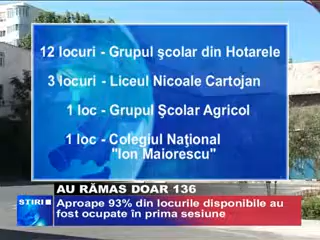 12 locuri - Grupul şcolar din Hotarele
3 locuri - Liceul Nicoale Cartojan
1 loc - Grupul Şcolar Agricol
1 loc - Colegiul Naţional
"Ion Maiorescu"
AU RĂMAS DOAR 136
STIRI
Aproape 93% din locurile disponibile au
fost ocupate în prima sesiune